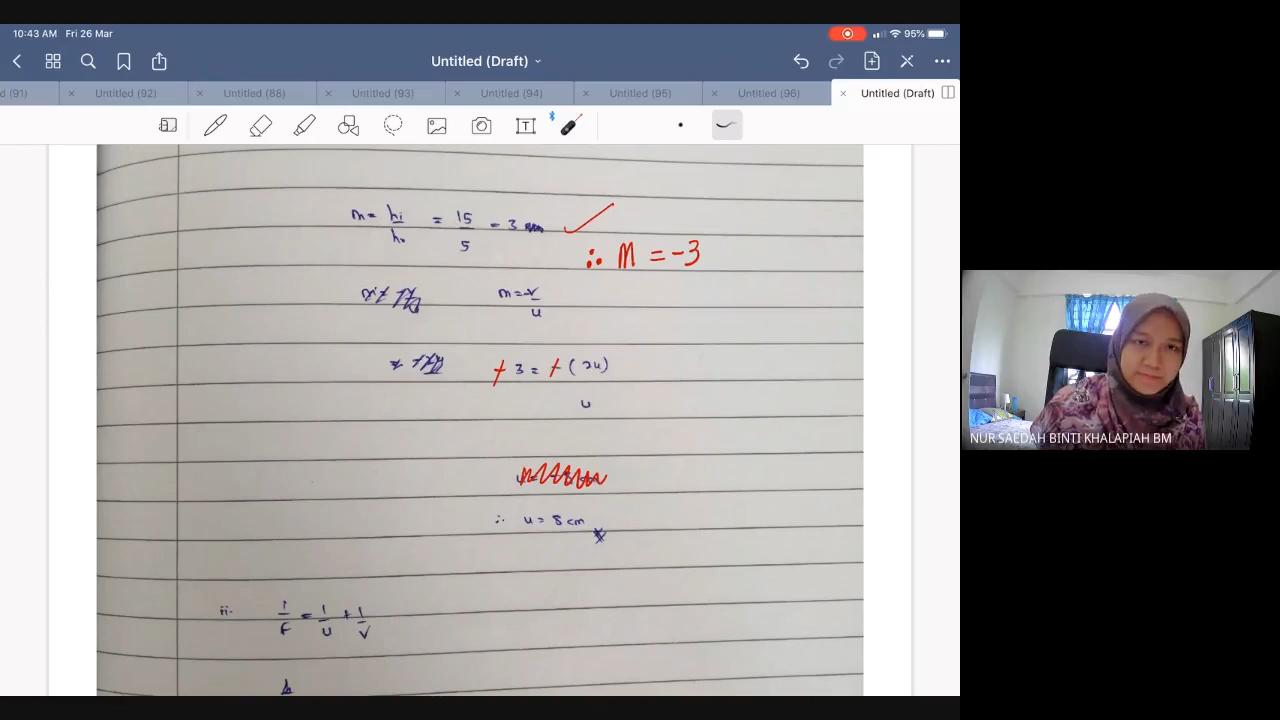 10:43 AM Fri 26 Mar
95%
Untitled (Draft)
d (91)
Untitled (92)
Untitled (88)
Untitled (93)
Untitled (94)
Untitled (95)
Untitled (96)
Untitled (Draft)
T
m = hi/ho = 15/5 = 3
∴ M = -3
m = -v/u
- 3 = - (24)/u
∴ u = 8 cm
ii. 1/f = 1/u + 1/v
NUR SAEDAH BINTI KHALAPIAH BM